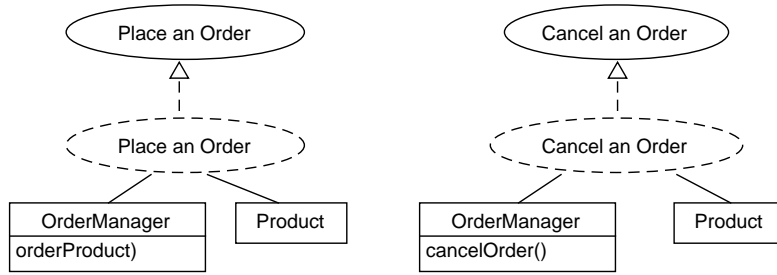 Place an Order
Cancel an Order
Place an Order
Cancel an Order
OrderManager
Product
OrderManager
Product
orderProduct)
cancelOrder()